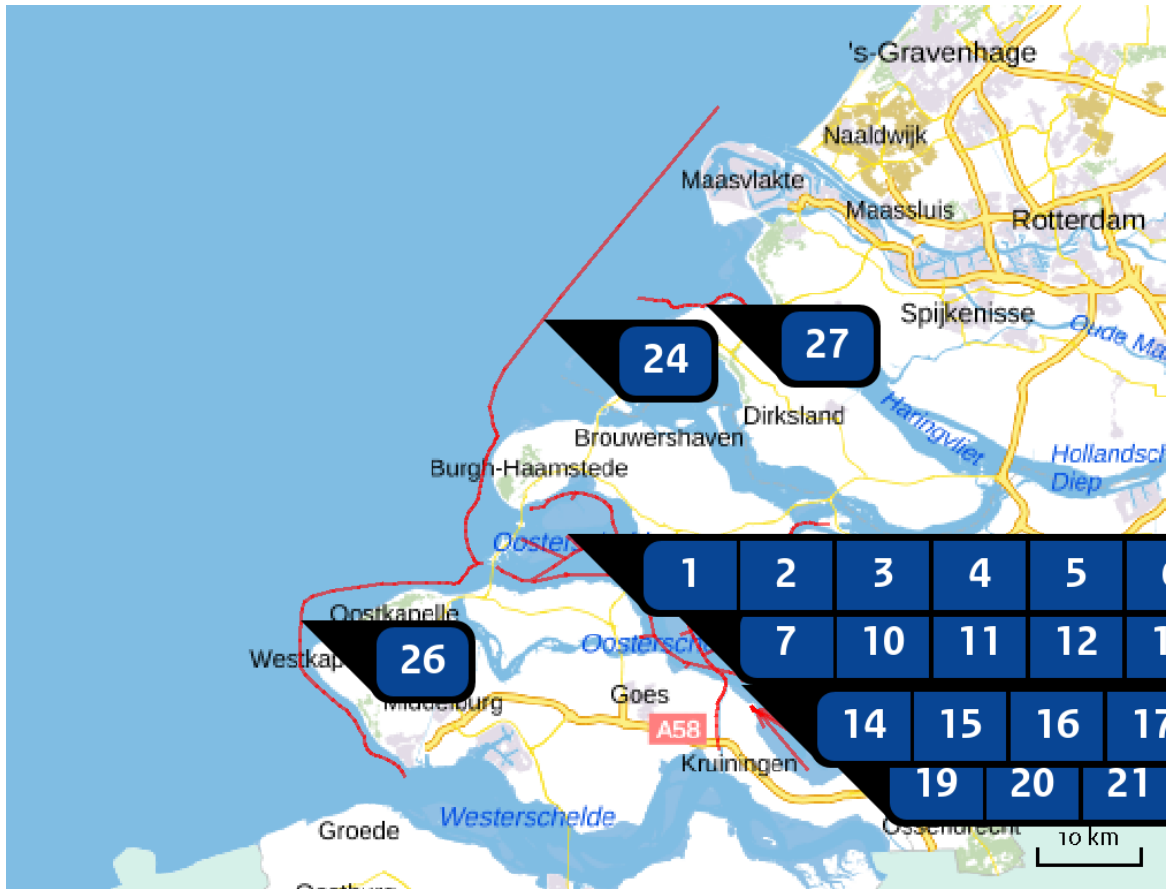 's-Gravenhage
Naaldwijk
Maasvlakte
Maassluis
Rotterdam
Spijkenisse
27
24
Dirksland
Haringvliet
Brouwershaven
Burgh-Haamstede
Hollandsch
Diep
1 2 3 4 5
Oostkapelle
7 10 11 12
26
Goes
14 15 16 17
A58
Kruiningen
19 20 21
Westerschelde
Groede
10 km